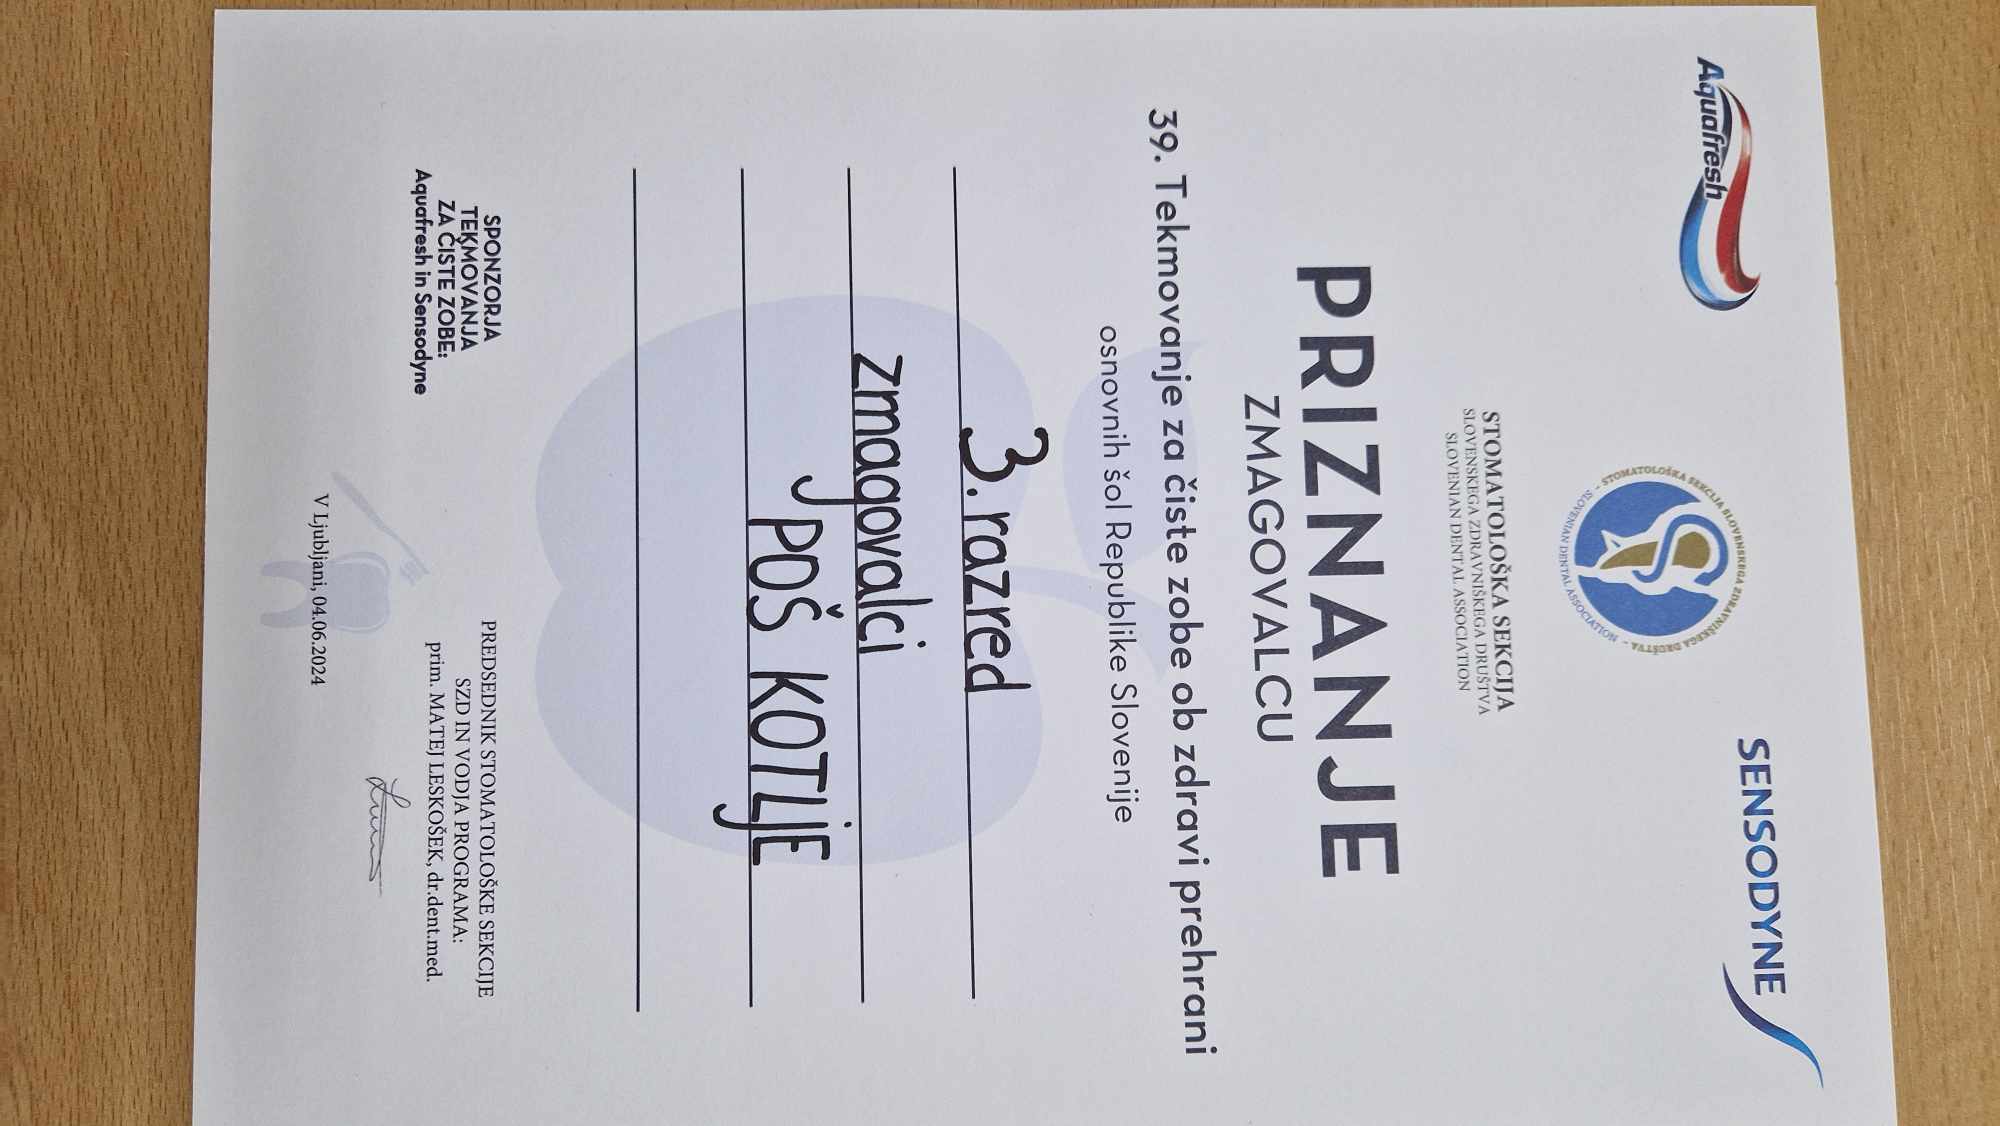 Aquafresh
STOMATOLOŠKA SEKCIJA SLOVENSKEGA ZDRAVNIŠKEGA DRUŠTVA - SLOVENIAN DENTAL ASSOCIATION -
SENSODYNE
STOMATOLOŠKA SEKCIJA
SLOVENSKEGA ZDRAVNIŠKEGA DRUŠTVA
SLOVENIAN DENTAL ASSOCIATION
PRIZNANJE
ZMAGOVALCU
39. Tekmovanje za čiste zobe ob zdravi prehrani
osnovnih šol Republike Slovenije
3. razred
zmagovalci
JPOŠ KOTLJE
SPONZORJA
TEKMOVANJA
ZA ČISTE ZOBE:
Aquafresh in Sensodyne
PREDSEDNIK STOMATOLOŠKE SEKCIJE
SZD IN VODJA PROGRAMA:
prim. MATEJ LESKOŠEK, dr.dent.med.
V Ljubljani, 04.06.2024